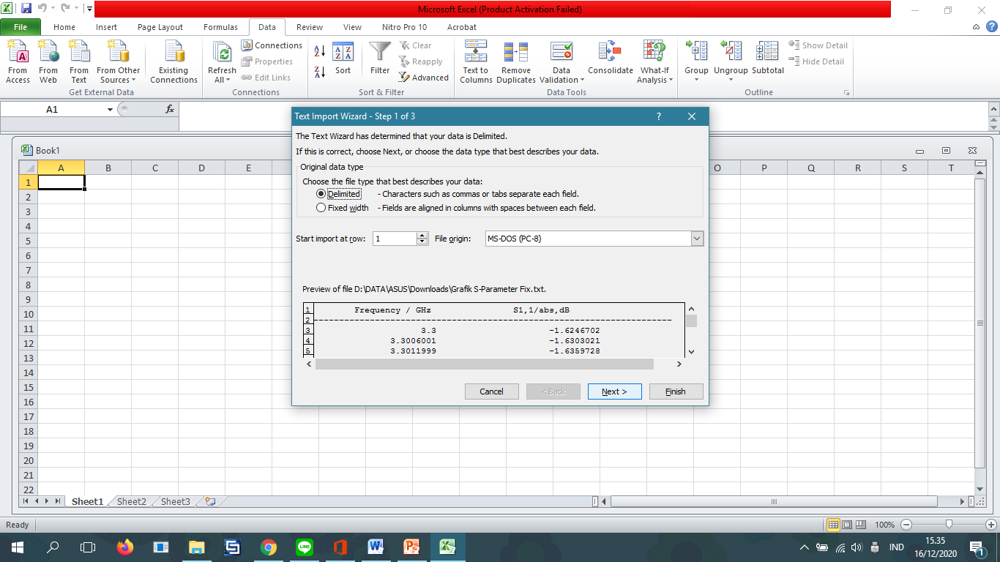 Microsoft Excel (Product Activation Failed)
File Home Insert Page Layout Formulas Data Review View Nitro Pro 10 Acrobat
From Access
From Web
From Text
From Other Sources
Existing Connections
Get External Data
Refresh All
Connections
Properties
Edit Links
Connections
Sort
Filter
Clear
Reapply
Advanced
Sort & Filter
Text to Columns
Remove Duplicates
Data Validation
Consolidate
What-If Analysis
Data Tools
Group
Ungroup
Subtotal
Show Detail
Hide Detail
Outline
A1
fx
Book1
A B C D E O P Q R S T
1
2
3
4
5
6
7
8
9
10
11
12
13
14
15
16
17
18
19
20
21
22
Text Import Wizard - Step 1 of 3
The Text Wizard has determined that your data is Delimited.
If this is correct, choose Next, or choose the data type that best describes your data.
Original data type
Choose the file type that best describes your data:
Delimited - Characters such as commas or tabs separate each field.
Fixed width - Fields are aligned in columns with spaces between each field.
Start import at row: 1 File origin: MS-DOS (PC-8)
Preview of file D:\DATA\ASUS\Downloads\Grafik S-Parameter Fix.txt.
1 Frequency / GHz S1,1/abs,dB
2 ----------------------------------------------------------------------
3 3.3 -1.6246702
4 3.3006001 -1.6303021
5 3.3011999 -1.6359728
Cancel < Back Next > Finish
Sheet1 Sheet2 Sheet3
Ready 100%
IND
15.35
16/12/2020
1